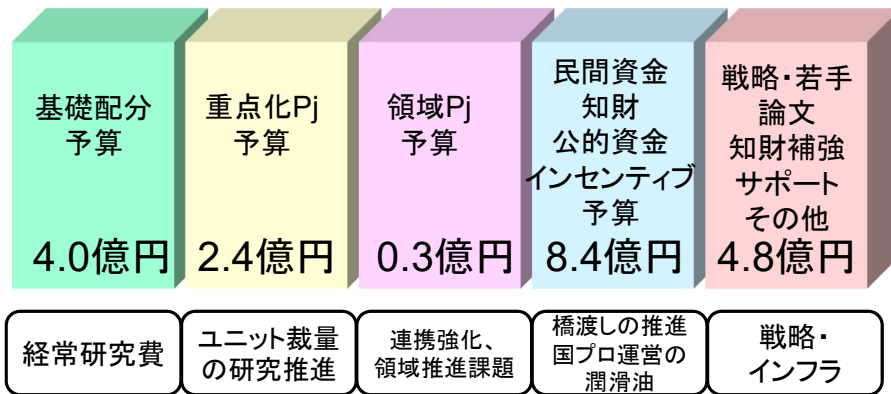 基礎配分
予算
4.0億円
重点化Pj
予算
2.4億円
領域Pj
予算
0.3億円
民間資金
知財
公的資金
インセンティブ
予算
8.4億円
戦略・若手
論文
知財補強
サポート
その他
4.8億円
経常研究費
ユニット裁量
の研究推進
連携強化、
領域推進課題
橋渡しの推進
国プロ運営の
潤滑油
戦略・
インフラ